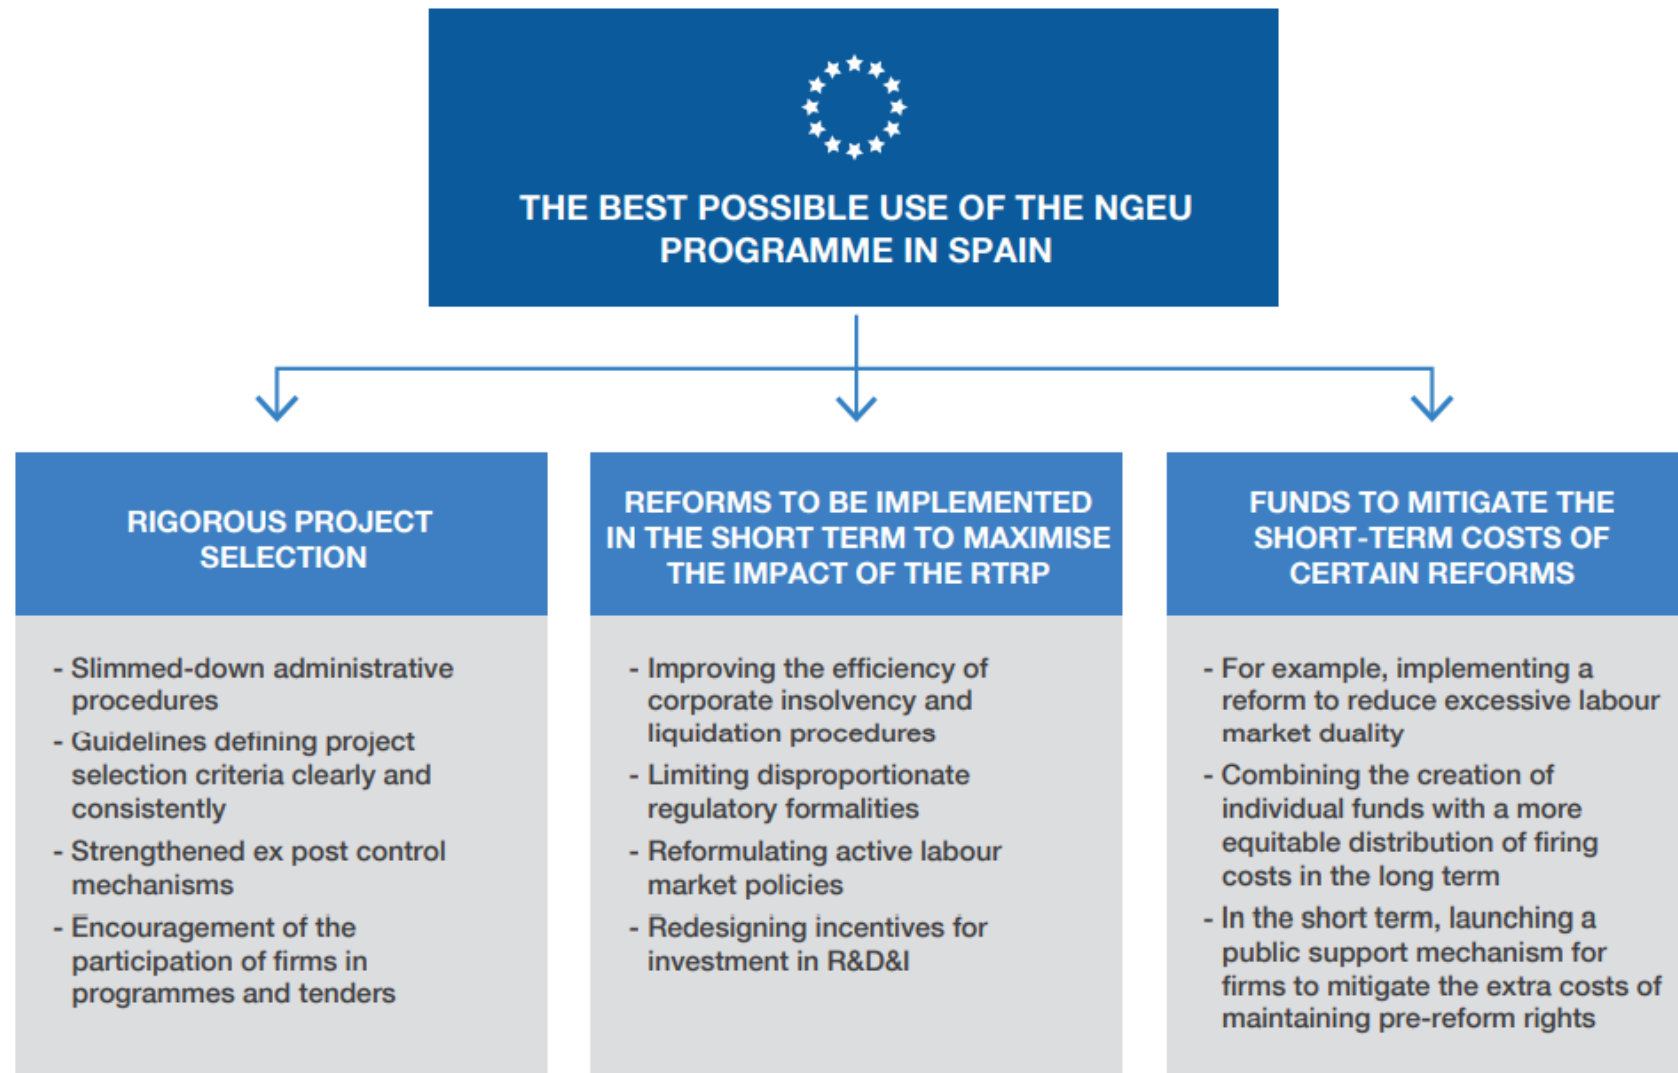 THE BEST POSSIBLE USE OF THE NGEU
PROGRAMME IN SPAIN
RIGOROUS PROJECT
SELECTION
- Slimmed-down administrative
procedures
- Guidelines defining project
selection criteria clearly and
consistently
- Strengthened ex post control
mechanisms
- Encouragement of the
participation of firms in
programmes and tenders
REFORMS TO BE IMPLEMENTED
IN THE SHORT TERM TO MAXIMISE
THE IMPACT OF THE RTRP
- Improving the efficiency of
corporate insolvency and
liquidation procedures
- Limiting disproportionate
regulatory formalities
- Reformulating active labour
market policies
- Redesigning incentives for
investment in R&D&I
FUNDS TO MITIGATE THE
SHORT-TERM COSTS OF
CERTAIN REFORMS
- For example, implementing a
reform to reduce excessive labour
market duality
- Combining the creation of
individual funds with a more
equitable distribution of firing
costs in the long term
- In the short term, launching a
public support mechanism for
firms to mitigate the extra costs of
maintaining pre-reform rights